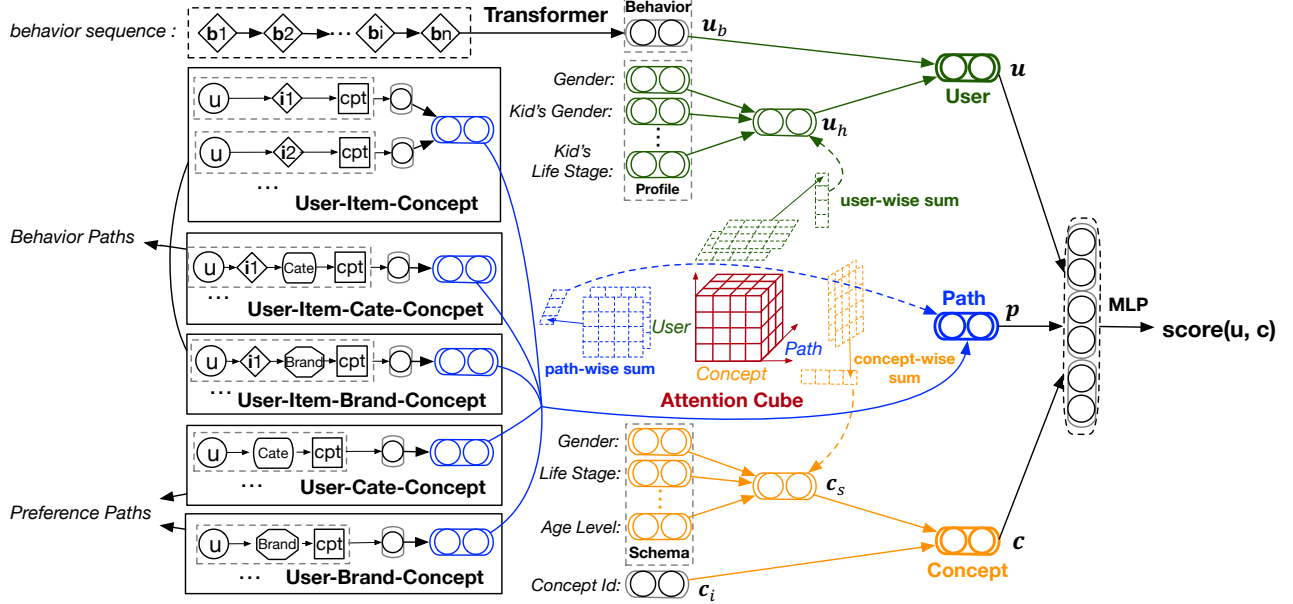 behavior sequence :
b1
b2
...
bi
bn
Transformer
Behavior
u_b
u
i1
cpt
u
i2
cpt
...
User-Item-Concept
Behavior Paths
u
i1
Cate
cpt
...
User-Item-Cate-Concpet
u
i1
Brand
cpt
...
User-Item-Brand-Concept
u
Cate
cpt
...
User-Cate-Concept
Preference Paths
u
Brand
cpt
...
User-Brand-Concept
Gender:
Kid's Gender:
Kid's
Life Stage:
Profile
u_h
user-wise sum
User
Path
Concept
Attention Cube
path-wise sum
concept-wise
sum
Gender:
Life Stage:
Age Level:
Schema
c_s
Concept Id:
c_i
u
User
Path
p
c
Concept
MLP
score(u, c)